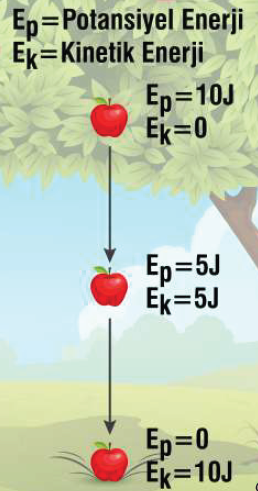 Ep=Potansiyel Enerji
Ek=Kinetik Enerji
Ep=10J
Ek=0
Ep=5J
Ek=5J
Ep=0
Ek=10J